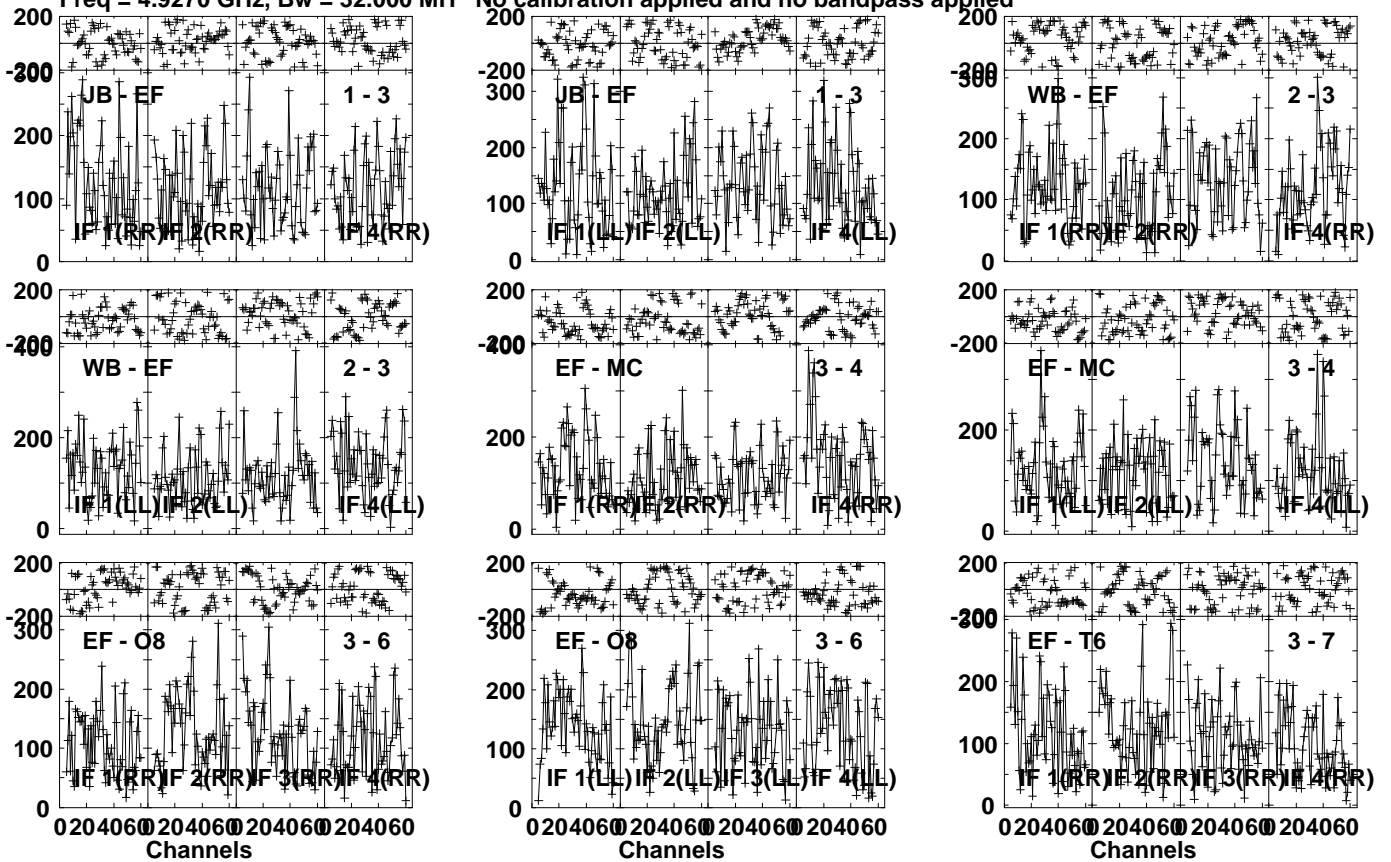 Freq = 4.9270 GHz, Bw = 32.000 MH No calibration applied and no bandpass applied
200 200 200
-200 -200 -200
300 300 300
JB - EF 1 - 3 JB - EF 1 - 3 WB - EF 2 - 3
200 200 200
100 100 100
IF 1(RR) IF 2(RR) IF 4(RR) IF 1(LL) IF 2(LL) IF 4(LL) IF 1(RR) IF 2(RR) IF 4(RR)
0 0 0
200 200 200
-200 -200 -200
400 400
WB - EF 2 - 3 EF - MC 3 - 4 EF - MC 3 - 4
200 200 200
IF 1(LL) IF 2(LL) IF 4(LL) IF 1(RR) IF 2(RR) IF 4(RR) IF 1(LL) IF 2(LL) IF 4(LL)
0 0 0
200 200 200
-200 -200 -200
300 300 300
EF - O8 3 - 6 EF - O8 3 - 6 EF - T6 3 - 7
200 200 200
100 100 100
IF 1(RR) IF 2(RR) IF 3(RR) IF 4(RR) IF 1(LL) IF 2(LL) IF 3(LL) IF 4(LL) IF 1(RR) IF 2(RR) IF 3(RR) IF 4(RR)
0 0 0
0 20 40 60 0 20 40 60 0 20 40 60 0 20 40 60 0 20 40 60 0 20 40 60 0 20 40 60 0 20 40 60 0 20 40 60 0 20 40 60 0 20 40 60 0 20 40 60
Channels Channels Channels